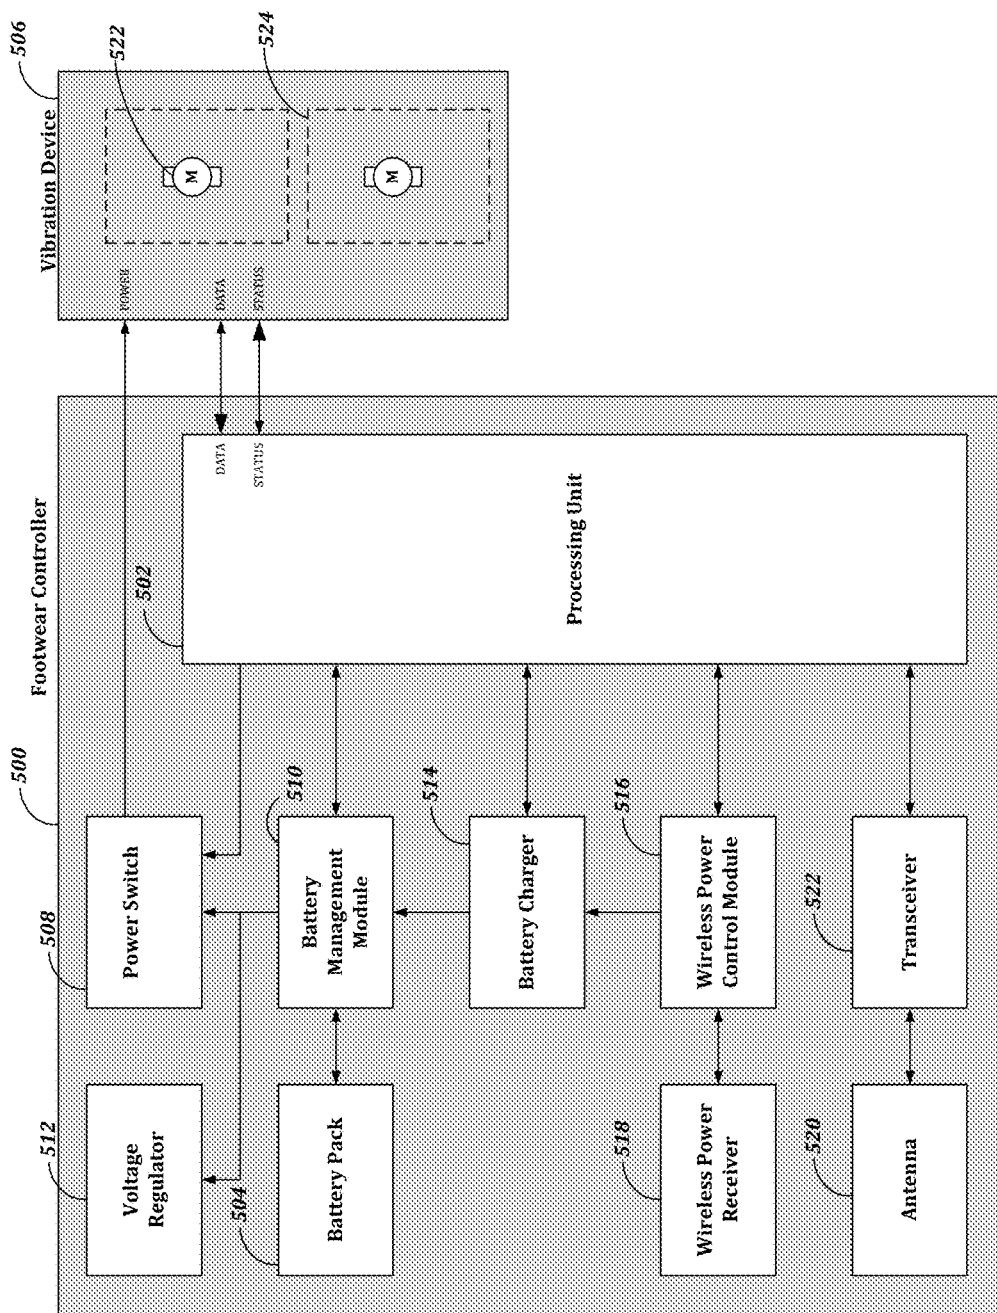 Footwear Controller
500
Vibration Device
506
512
Voltage
Regulator
508
Power Switch
POWER
522
M
524
M
502
DATA
STATUS
DATA
STATUS
Processing Unit
504
Battery Pack
510
Battery
Management
Module
514
Battery Charger
518
Wireless Power
Receiver
516
Wireless Power
Control Module
520
Antenna
522
Transceiver